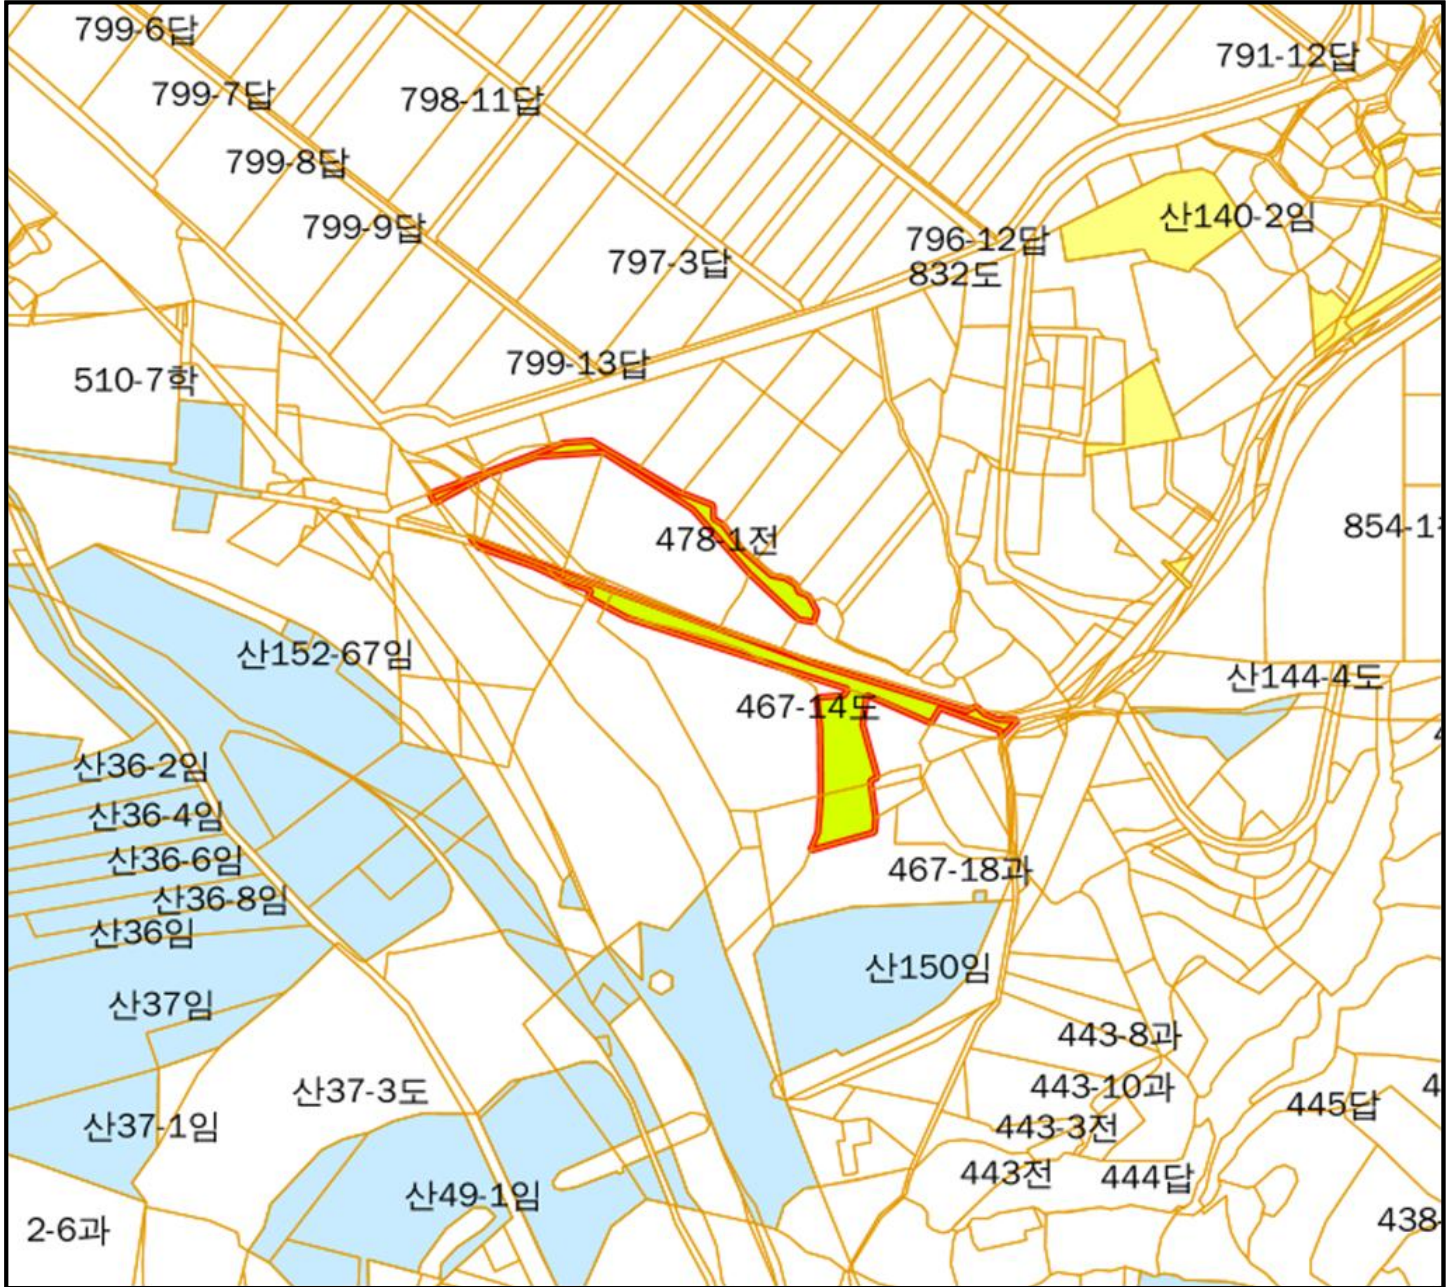 799-6답
791-12답
799-7답
798-11답
799-8답
산140-2임
799-9답
796-12답
797-3답
832도
799-13답
510-7학
854-1
478-1전
산152-67임
산144-4도
467-14도
산36-2임
산36-4임
산36-6임
467-18과
산36-8임
산36임
산150임
산37임
443-8과
443-10과
산37-3도
445답
4
산37-1임
443-3전
443전
444답
산49-1임
438-
2-6과